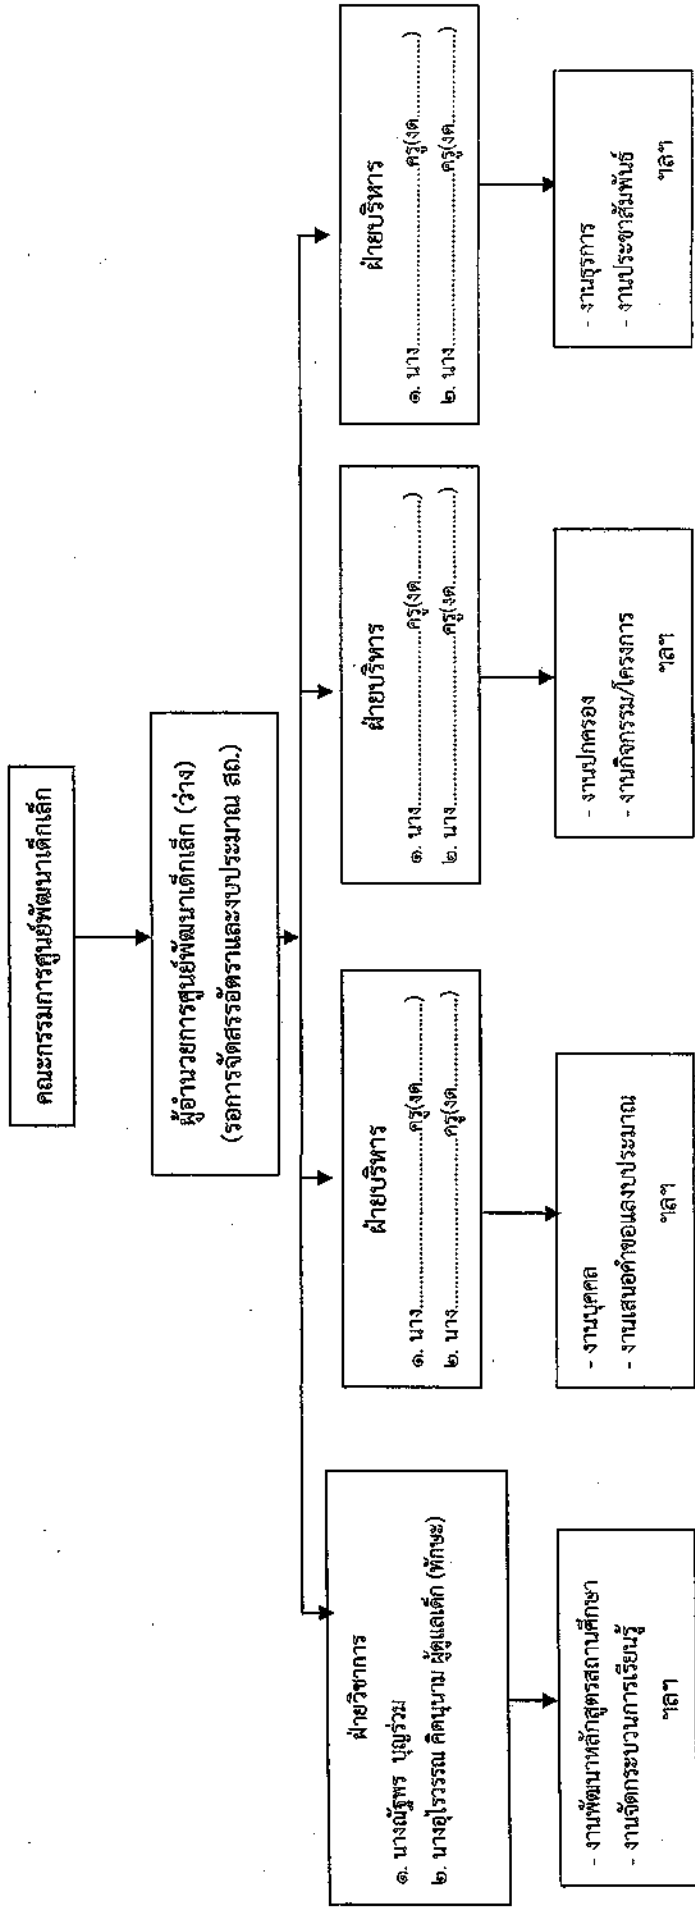 คณะกรรมการศูนย์พัฒนาเด็กเล็ก
ผู้อำนวยการศูนย์พัฒนาเด็กเล็ก (ว่าง)
(รอการจัดสรรอัตราและงบประมาณ สถ.)
ฝ่ายวิชาการ
๑. นางณัฐพร บุญร่วม
๒. นางอุไรวรรณ คิดนุนาม ผู้ดูแลเด็ก (ทักษะ)
- งานพัฒนาหลักสูตรสถานศึกษา
- งานจัดกระบวนการเรียนรู้
ฯลฯ
ฝ่ายบริหาร
๑. นาง..............................ครู(งด..........)
๒. นาง..............................ครู(งด..........)
- งานบุคคล
- งานเสนอคำขอแลงบประมาณ
ฯลฯ
ฝ่ายบริหาร
๑. นาง..............................ครู(งด..........)
๒. นาง..............................ครู(งด..........)
- งานปกครอง
- งานกิจกรรม/โครงการ
ฯลฯ
ฝ่ายบริหาร
๑. นาง..............................ครู(งด..........)
๒. นาง..............................ครู(งด..........)
- งานธุรการ
- งานประชาสัมพันธ์
ฯลฯ